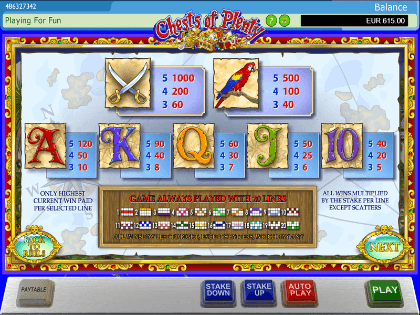 406327342
Balance
Playing For Fun
Chests of Plenty
EUR 615.00
5 1000
4 200
3 60
5 500
4 100
3 40
A
5 120
4 50
3 10
K
5 90
4 40
3 8
Q
5 60
4 30
3 7
J
5 50
4 25
3 6
10
5 40
4 20
3 5
ONLY HIGHEST
CURRENT WIN PAID
PER SELECTED LINE
GAME ALWAYS PLAYED WITH 20 LINES
ALL WINS MULTIPLIED
BY THE STAKE PER LINE
EXCEPT SCATTERS
BACK
TO
REELS
NEXT
PAYTABLE
STAKE
DOWN
STAKE
UP
AUTO
PLAY
PLAY